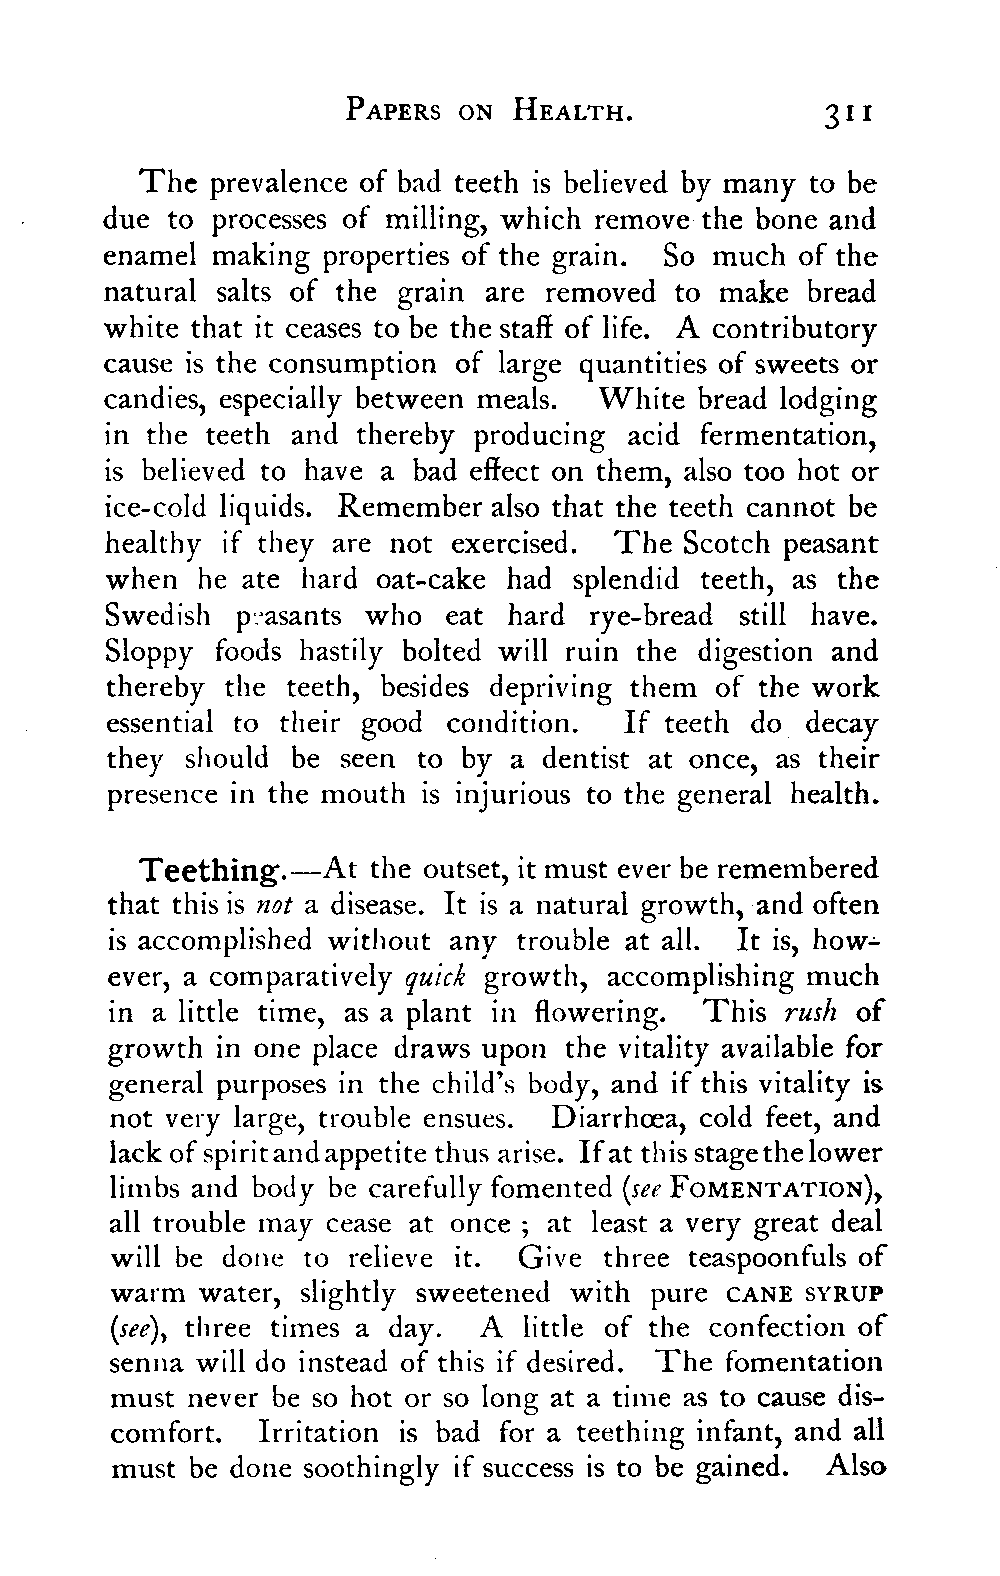 PAPERS ON HEALTH. 311
The prevalence of bad teeth is believed by many to be
due to processes of milling, which remove the bone and
enamel making properties of the grain. So much of the
natural salts of the grain are removed to make bread
white that it ceases to be the staff of life. A contributory
cause is the consumption of large quantities of sweets or
candies, especially between meals. White bread lodging
in the teeth and thereby producing acid fermentation,
is believed to have a bad effect on them, also too hot or
ice-cold liquids. Remember also that the teeth cannot be
healthy if they are not exercised. The Scotch peasant
when he ate hard oat-cake had splendid teeth, as the
Swedish peasants who eat hard rye-bread still have.
Sloppy foods hastily bolted will ruin the digestion and
thereby the teeth, besides depriving them of the work
essential to their good condition. If teeth do decay
they should be seen to by a dentist at once, as their
presence in the mouth is injurious to the general health.
Teething.—At the outset, it must ever be remembered
that this is not a disease. It is a natural growth, and often
is accomplished without any trouble at all. It is, how-
ever, a comparatively quick growth, accomplishing much
in a little time, as a plant in flowering. This rush of
growth in one place draws upon the vitality available for
general purposes in the child's body, and if this vitality is
not very large, trouble ensues. Diarrhœa, cold feet, and
lack of spirit and appetite thus arise. If at this stage the lower
limbs and body be carefully fomented (see FOMENTATION),
all trouble may cease at once ; at least a very great deal
will be done to relieve it. Give three teaspoonfuls of
warm water, slightly sweetened with pure CANE SYRUP
(see), three times a day. A little of the confection of
senna will do instead of this if desired. The fomentation
must never be so hot or so long at a time as to cause dis-
comfort. Irritation is bad for a teething infant, and all
must be done soothingly if success is to be gained. Also